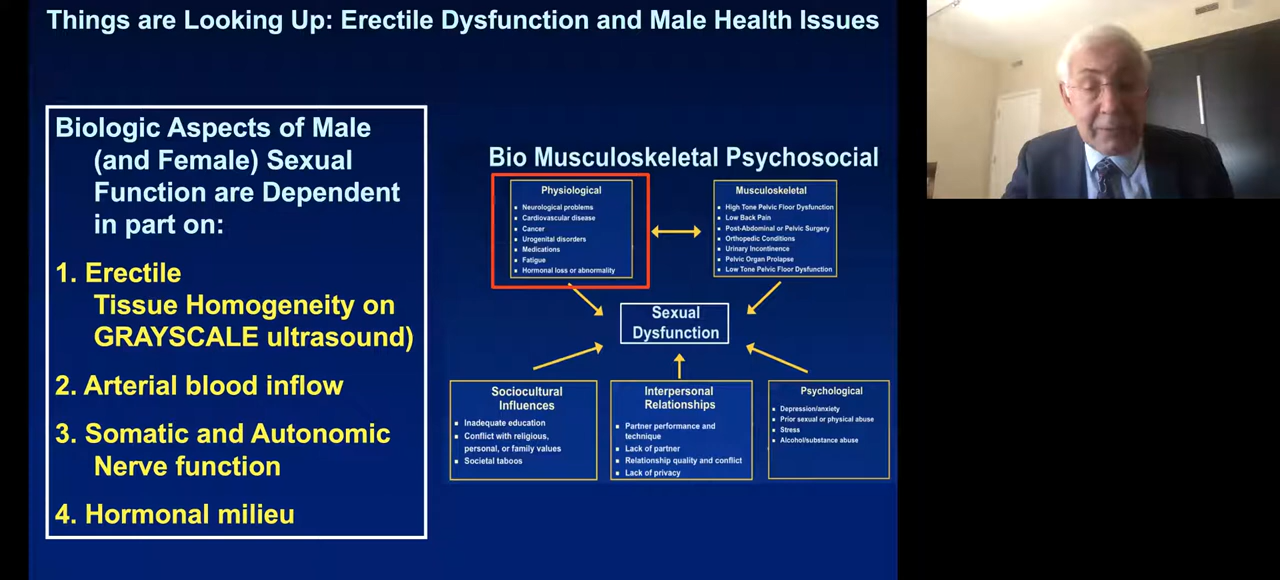 Things are Looking Up: Erectile Dysfunction and Male Health Issues
Biologic Aspects of Male
(and Female) Sexual
Function are Dependent
in part on:
1. Erectile
Tissue Homogeneity on
GRAYSCALE ultrasound)
2. Arterial blood inflow
3. Somatic and Autonomic
Nerve function
4. Hormonal milieu
Bio Musculoskeletal Psychosocial
Physiological
Neurological problems
Cardiovascular disease
Cancer
Urogenital disorders
Medications
Fatigue
Hormonal loss or abnormality
Musculoskeletal
High Tone Pelvic Floor Dysfunction
Low Back Pain
Post-Abdominal or Pelvic Surgery
Orthopedic Conditions
Urinary Incontinence
Pelvic Organ Prolapse
Low Tone Pelvic Floor Dysfunction
Sexual
Dysfunction
Sociocultural
Influences
Inadequate education
Conflict with religious,
personal, or family values
Societal taboos
Interpersonal
Relationships
Partner performance and
technique
Lack of partner
Relationship quality and conflict
Lack of privacy
Psychological
Depression/anxiety
Prior sexual or physical abuse
Stress
Alcohol/substance abuse